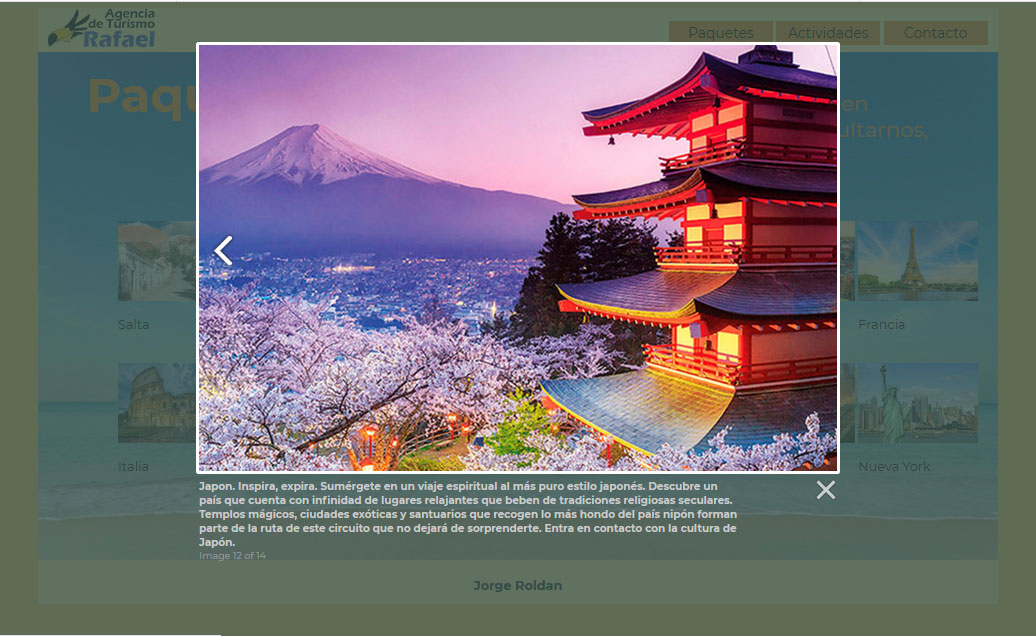 Agencia
de Turismo
Rafael
Paquetes
Actividades
Contacto
Paqu
en
ultarnos,
Salta
Francia
Italia
Nueva York
Japon. Inspira, expira. Sumérgete en un viaje espiritual al más puro estilo japonés. Descubre un
país que cuenta con infinidad de lugares relajantes que beben de tradiciones religiosas seculares.
Templos mágicos, ciudades exóticas y santuarios que recogen lo más hondo del país nipón forman
parte de la ruta de este circuito que no dejará de sorprenderte. Entra en contacto con la cultura de
Japón.
Image 12 of 14
Jorge Roldan